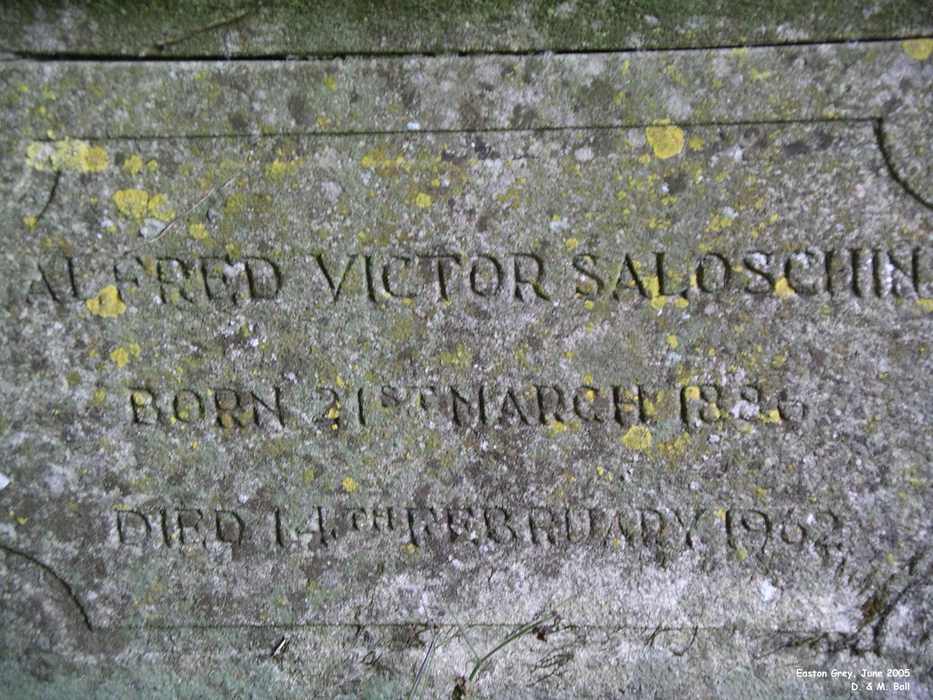 ALFRED VICTOR SALOSCHIN
BORN 21ST MARCH 1886
DIED 14TH FEBRUARY 1962
Easton Grey, June 2005
D. & M. Ball